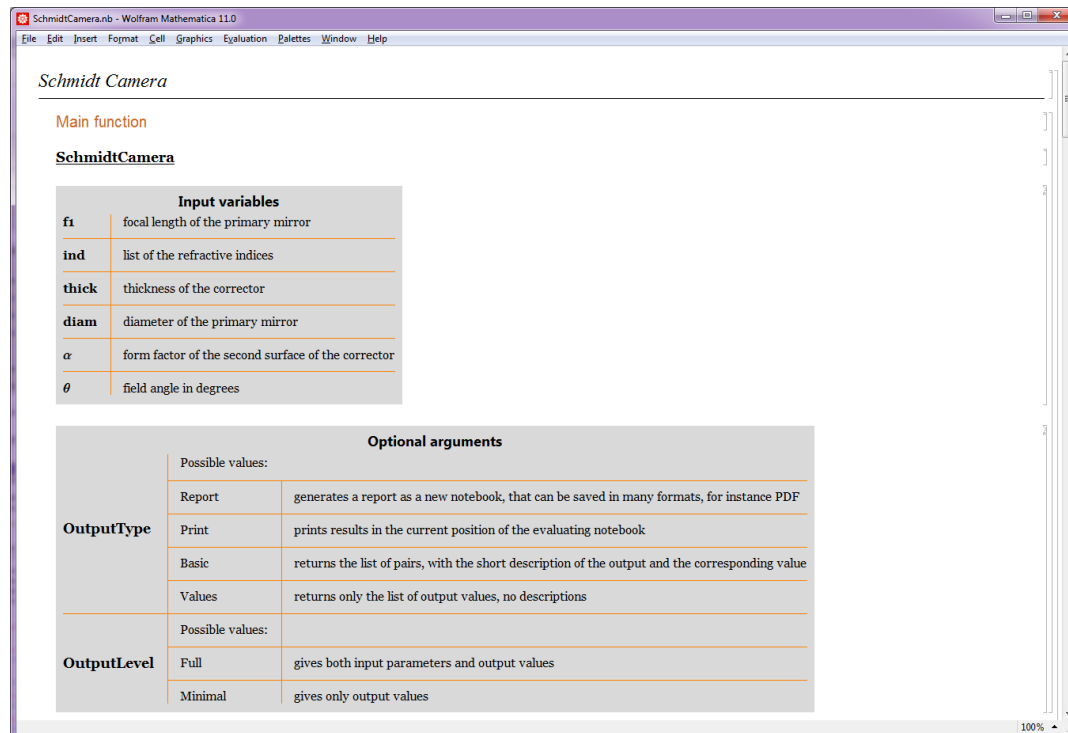 SchmidtCamera.nb - Wolfram Mathematica 11.0
File Edit Insert Format Cell Graphics Evaluation Palettes Window Help
Schmidt Camera
Main function
SchmidtCamera
Input variables
f1 focal length of the primary mirror
ind list of the refractive indices
thick thickness of the corrector
diam diameter of the primary mirror
α form factor of the second surface of the corrector
θ field angle in degrees
Optional arguments
Possible values:
Report generates a report as a new notebook, that can be saved in many formats, for instance PDF
OutputType Print prints results in the current position of the evaluating notebook
Basic returns the list of pairs, with the short description of the output and the corresponding value
Values returns only the list of output values, no descriptions
Possible values:
OutputLevel Full gives both input parameters and output values
Minimal gives only output values
100%